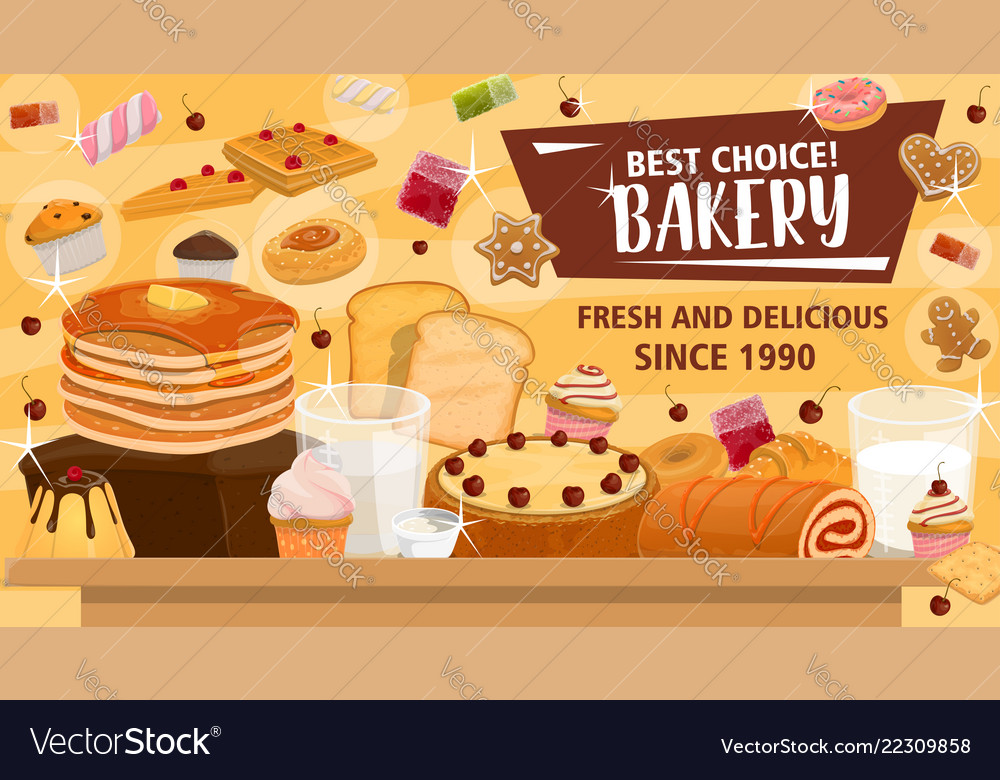 BEST CHOICE!
BAKERY
FRESH AND DELICIOUS
SINCE 1990
VectorStock®
VectorStock.com/22309858